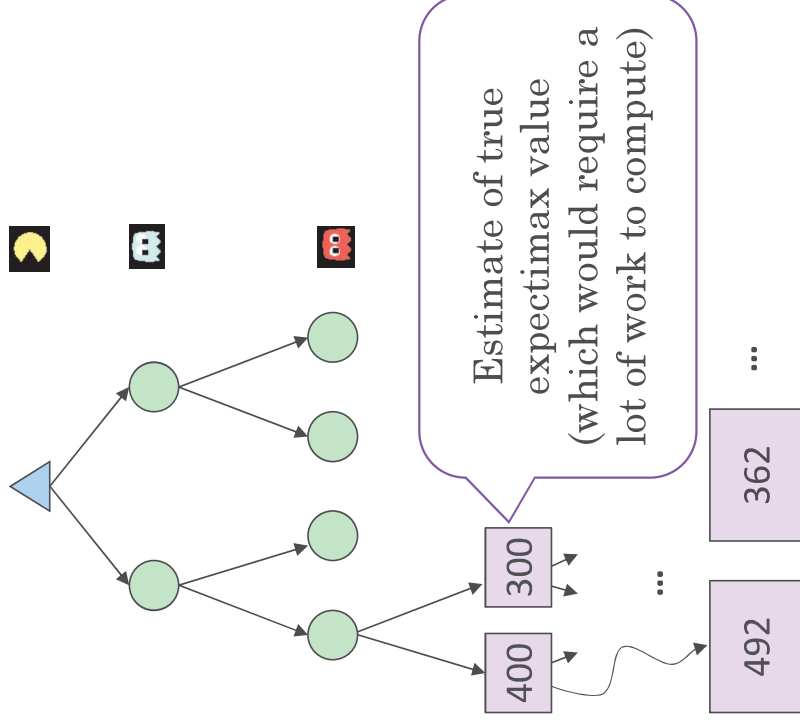 Estimate of true
expectimax value
(which would require a
lot of work to compute)
400
300
...
492
362
...